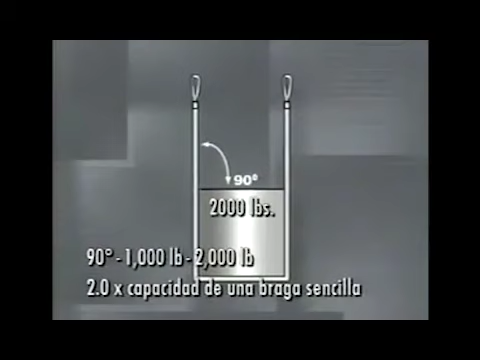 90°
2000 lbs.
90° - 1,000 lb - 2,000 lb
2.0 x capacidad de una braga sencilla